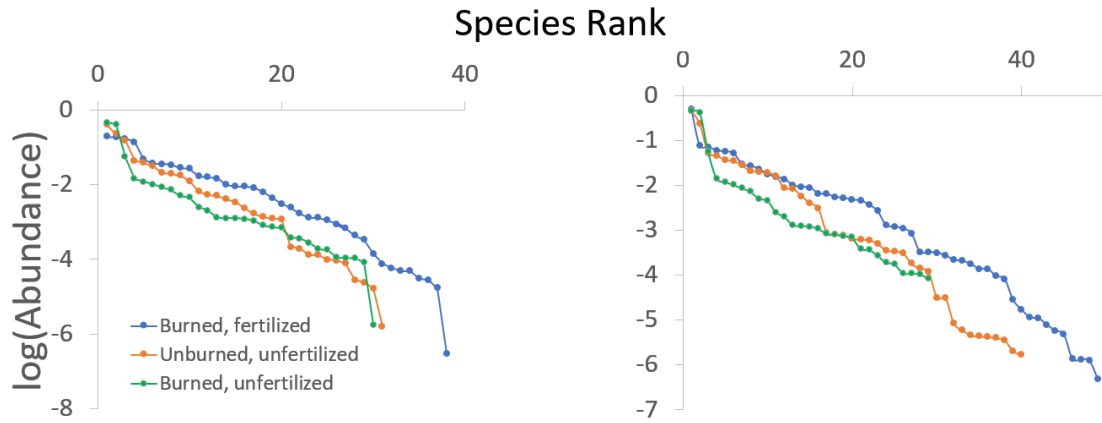 Species Rank
0 20 40
0 20 40
log(Abundance)
0
-2
-4
-6
-8
Burned, fertilized
Unburned, unfertilized
Burned, unfertilized
0
-1
-2
-3
-4
-5
-6
-7